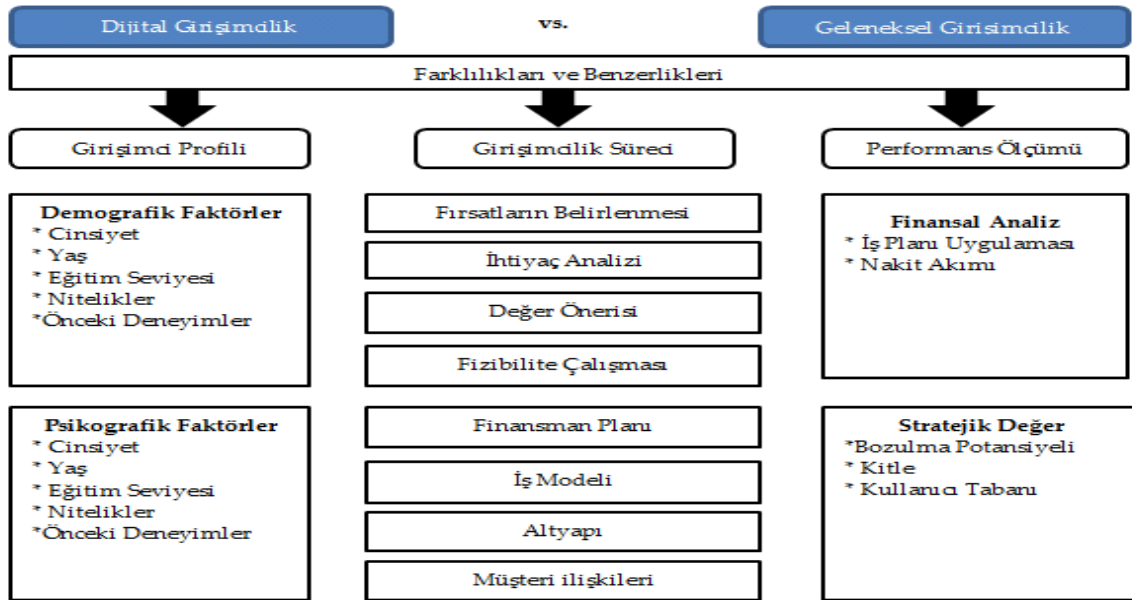 Dijital Girişimcilik
vs.
Geleneksel Girişimcilik
Farklılıkları ve Benzerlikleri
Girişimci Profili
Girişimcilik Süreci
Performans Ölçümü
Demografik Faktörler
* Cinsiyet
* Yaş
* Eğitim Seviyesi
* Nitelikler
*Önceki Deneyimler
Psikografik Faktörler
* Cinsiyet
* Yaş
* Eğitim Seviyesi
* Nitelikler
*Önceki Deneyimler
Fırsatların Belirlenmesi
İhtiyaç Analizi
Değer Önerisi
Fizibilite Çalışması
Finansman Planı
İş Modeli
Altyapı
Müşteri ilişkileri
Finansal Analiz
* İş Planı Uygulaması
* Nakit Akımı
Stratejik Değer
*Bozulma Potansiyeli
* Kitle
* Kullanıcı Tabanı